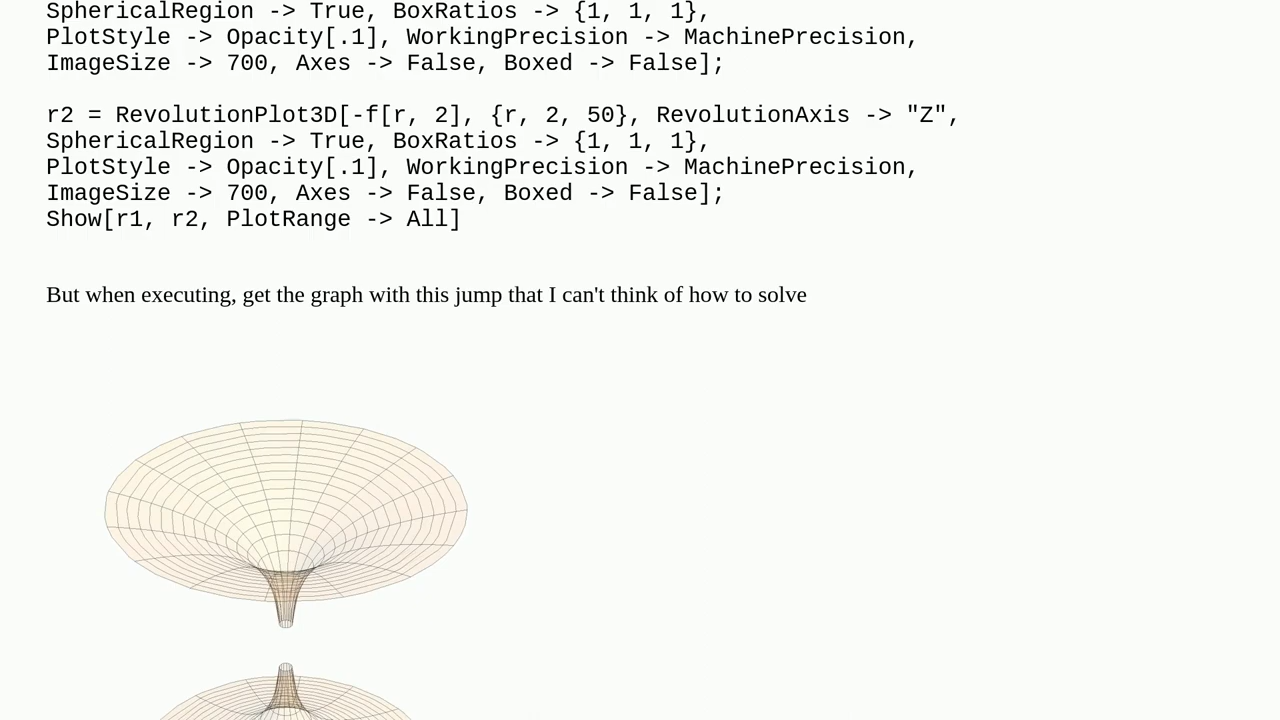 SphericalRegion -> True, BoxRatios -> {1, 1, 1},
PlotStyle -> Opacity[.1], WorkingPrecision -> MachinePrecision,
ImageSize -> 700, Axes -> False, Boxed -> False];
r2 = RevolutionPlot3D[-f[r, 2], {r, 2, 50}, RevolutionAxis -> "Z",
SphericalRegion -> True, BoxRatios -> {1, 1, 1},
PlotStyle -> Opacity[.1], WorkingPrecision -> MachinePrecision,
ImageSize -> 700, Axes -> False, Boxed -> False];
Show[r1, r2, PlotRange -> All]
But when executing, get the graph with this jump that I can't think of how to solve